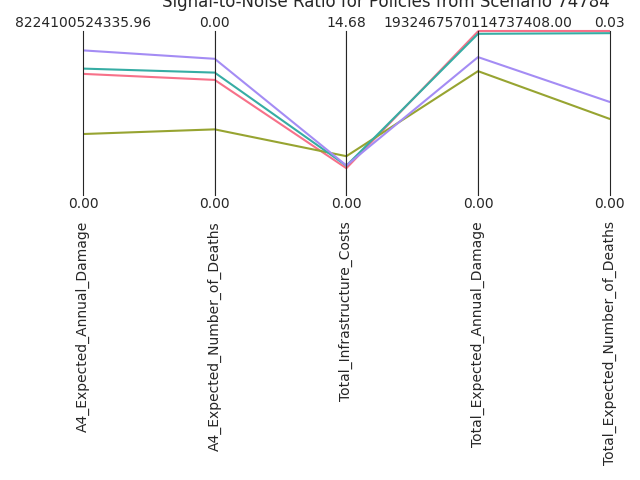 Signal-to-Noise Ratio for Policies from Scenario 74784
8224100524335.96
0.00
14.68
1932467570114737408.00
0.03
0.00
0.00
0.00
0.00
0.00
A4_Expected_Annual_Damage
A4_Expected_Number_of_Deaths
Total_Infrastructure_Costs
Total_Expected_Annual_Damage
Total_Expected_Number_of_Deaths